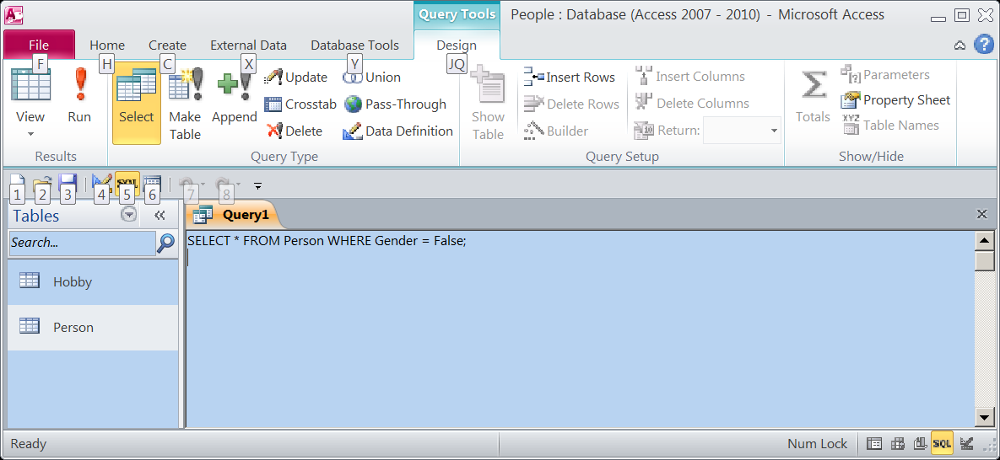 Query Tools People : Database (Access 2007 - 2010) - Microsoft Access
File Home Create External Data Database Tools Design
F H C X Y JQ
View Run Select Make Table Append
Update Union
Crosstab Pass-Through
Delete Data Definition
Show Table
Insert Rows Insert Columns
Delete Rows Delete Columns
Builder Return:
Totals
Parameters
Property Sheet
XYZ Table Names
Results Query Type Query Setup Show/Hide
SQL
1 2 3 4 5 6 7 8
Tables Query1
Search...
SELECT * FROM Person WHERE Gender = False;
Hobby
Person
Ready Num Lock SQL